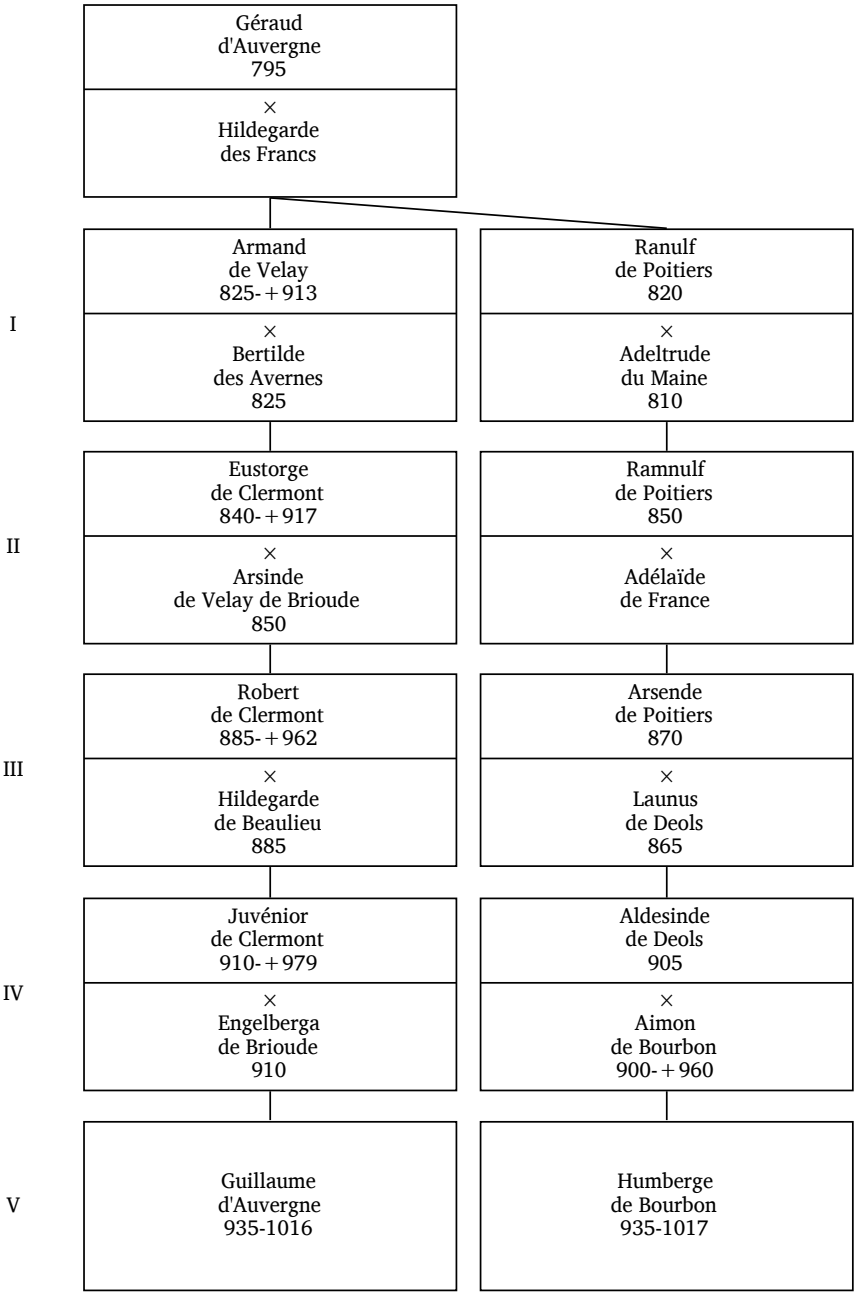 Géraud
d'Auvergne
795
×
Hildegarde
des Francs
I
Armand
de Velay
825-+913
×
Bertilde
des Avernes
825
Ranulf
de Poitiers
820
×
Adeltrude
du Maine
810
II
Eustorge
de Clermont
840-+917
×
Arsinde
de Velay de Brioude
850
Ramnulf
de Poitiers
850
×
Adélaïde
de France
III
Robert
de Clermont
885-+962
×
Hildegarde
de Beaulieu
885
Arsende
de Poitiers
870
×
Launus
de Deols
865
IV
Juvénior
de Clermont
910-+979
×
Engelberga
de Brioude
910
Aldesinde
de Deols
905
×
Aimon
de Bourbon
900-+960
V
Guillaume
d'Auvergne
935-1016
Humberge
de Bourbon
935-1017